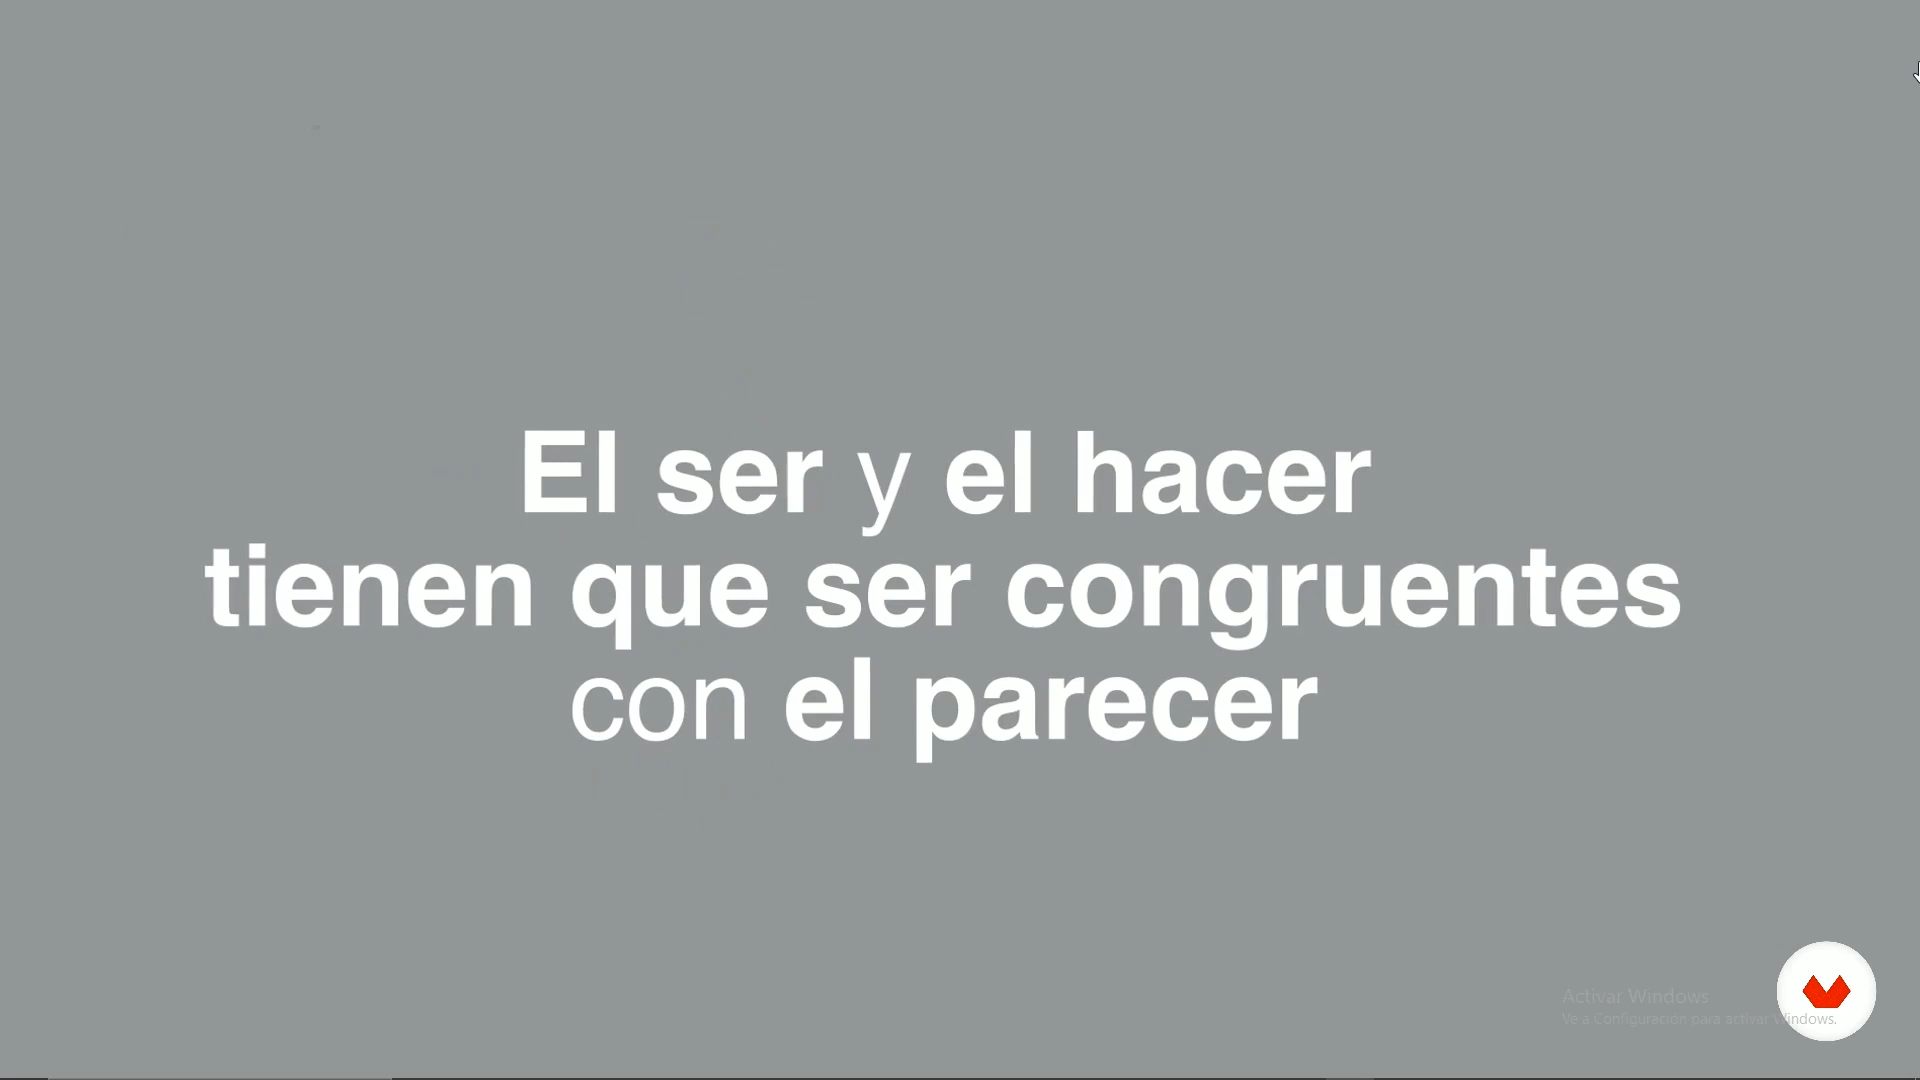 El ser y el hacer
tienen que ser congruentes
con el parecer
Activar Windows
Ve a Configuración para activar Windows.